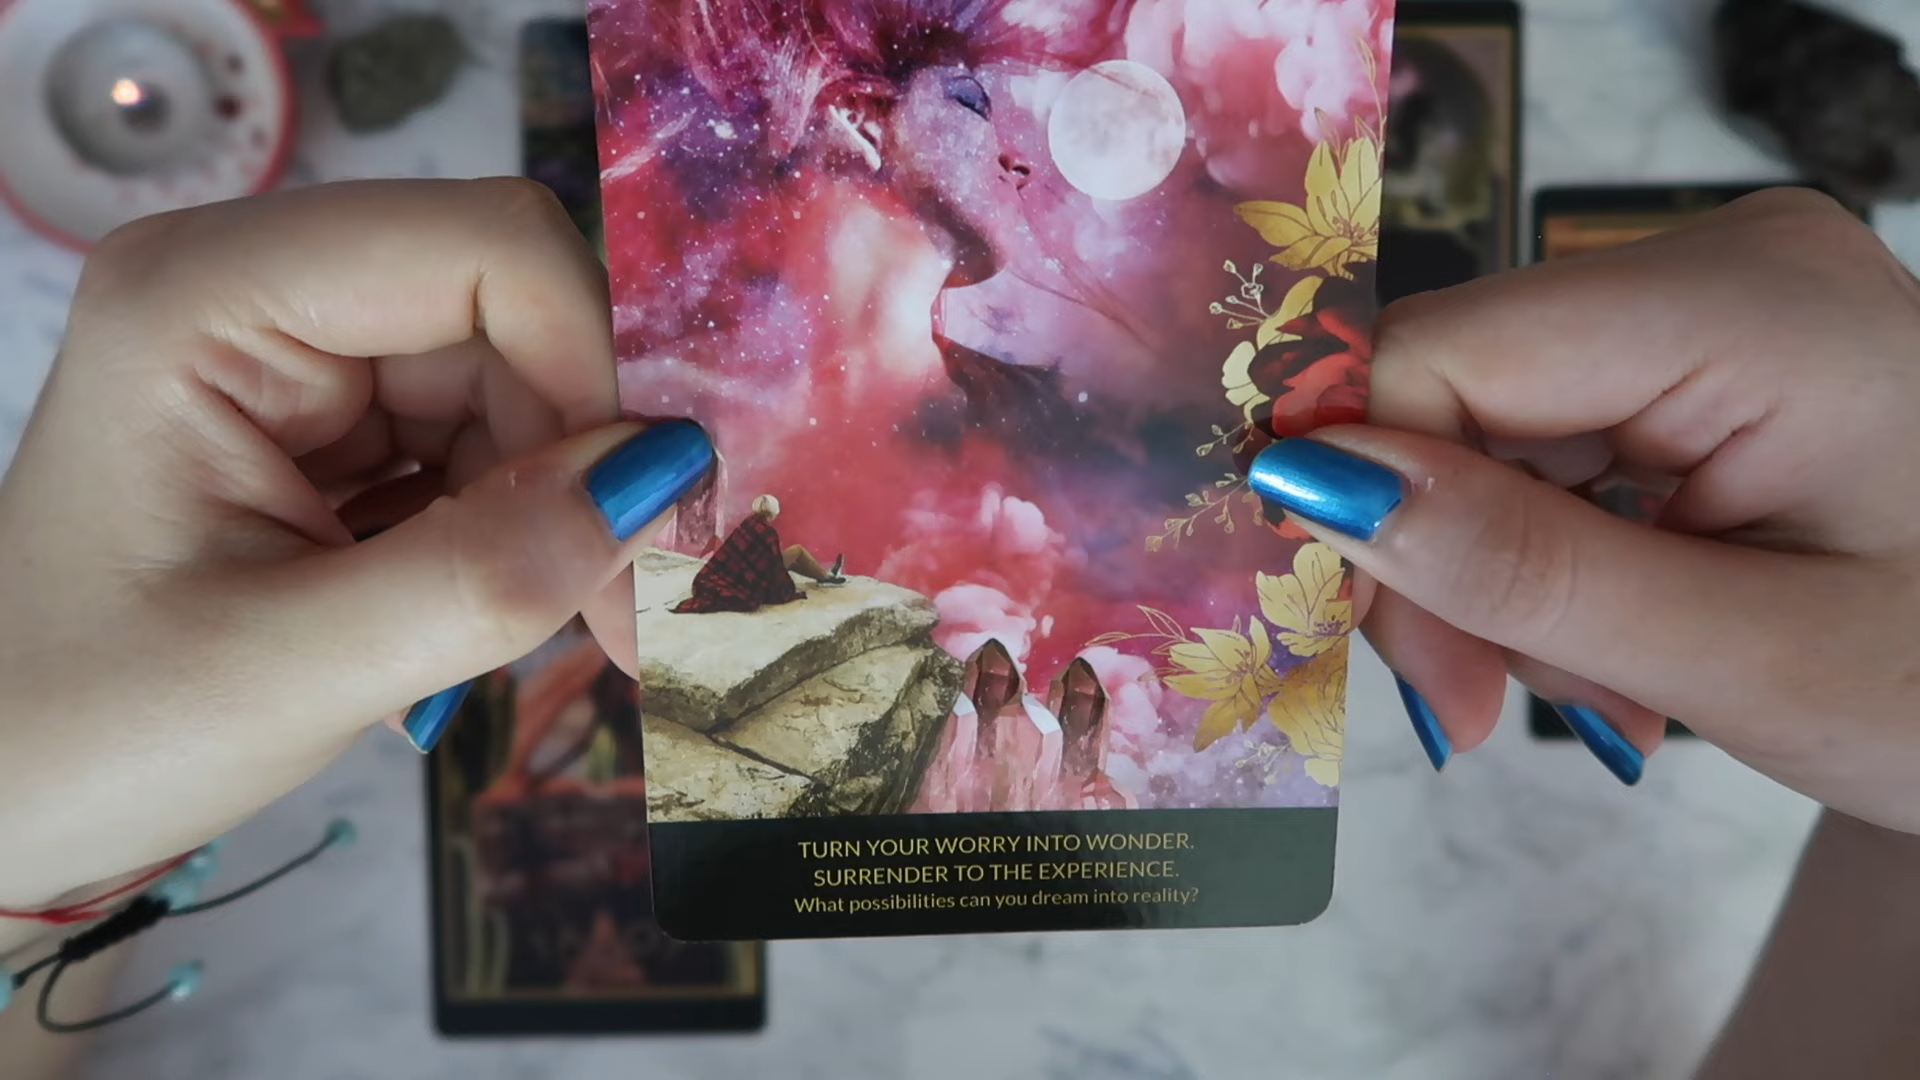 TURN YOUR WORRY INTO WONDER.
SURRENDER TO THE EXPERIENCE.
What possibilities can you dream into reality?